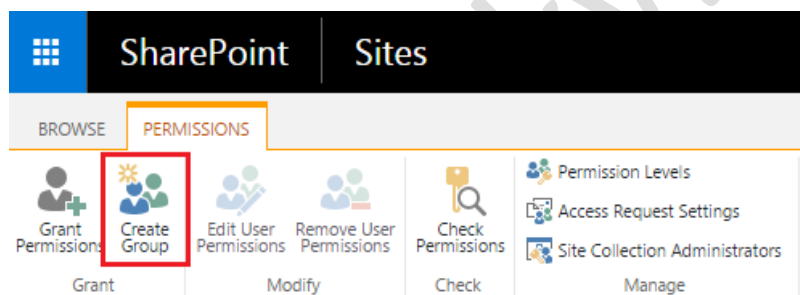 SharePoint Sites
BROWSE PERMISSIONS
Grant Permissions
Create Group
Edit User Permissions
Remove User Permissions
Check Permissions
Permission Levels
Access Request Settings
Site Collection Administrators
Grant Modify Check Manage